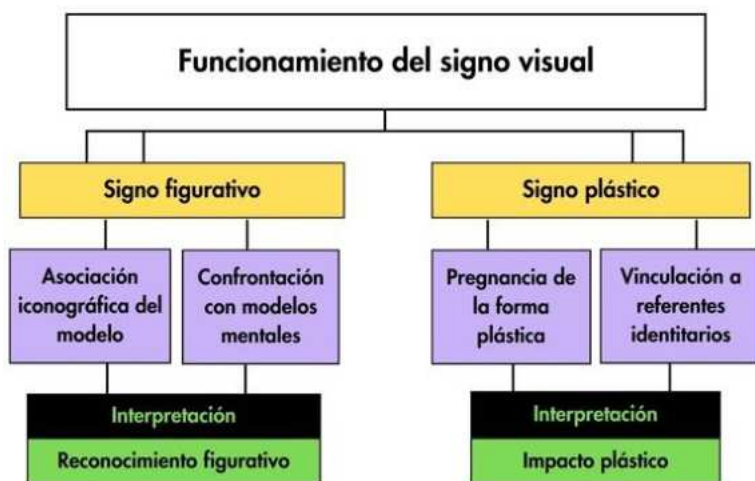 Funcionamiento del signo visual
Signo figurativo
Signo plástico
Asociación
iconográfica del
modelo
Confrontación
con modelos
mentales
Pregnancia de
la forma
plástica
Vinculación a
referentes
identitarios
Interpretación
Reconocimiento figurativo
Interpretación
Impacto plástico